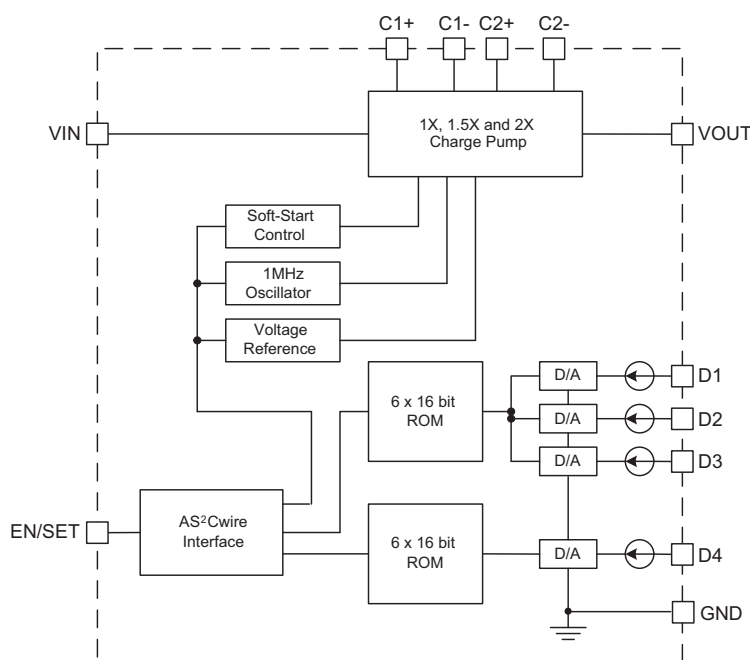 C1+ C1- C2+ C2-
VIN
1X, 1.5X and 2X
Charge Pump
VOUT
Soft-Start
Control
1MHz
Oscillator
Voltage
Reference
6 x 16 bit
ROM
D/A
D1
D/A
D2
D/A
D3
EN/SET
AS²Cwire
Interface
6 x 16 bit
ROM
D/A
D4
GND